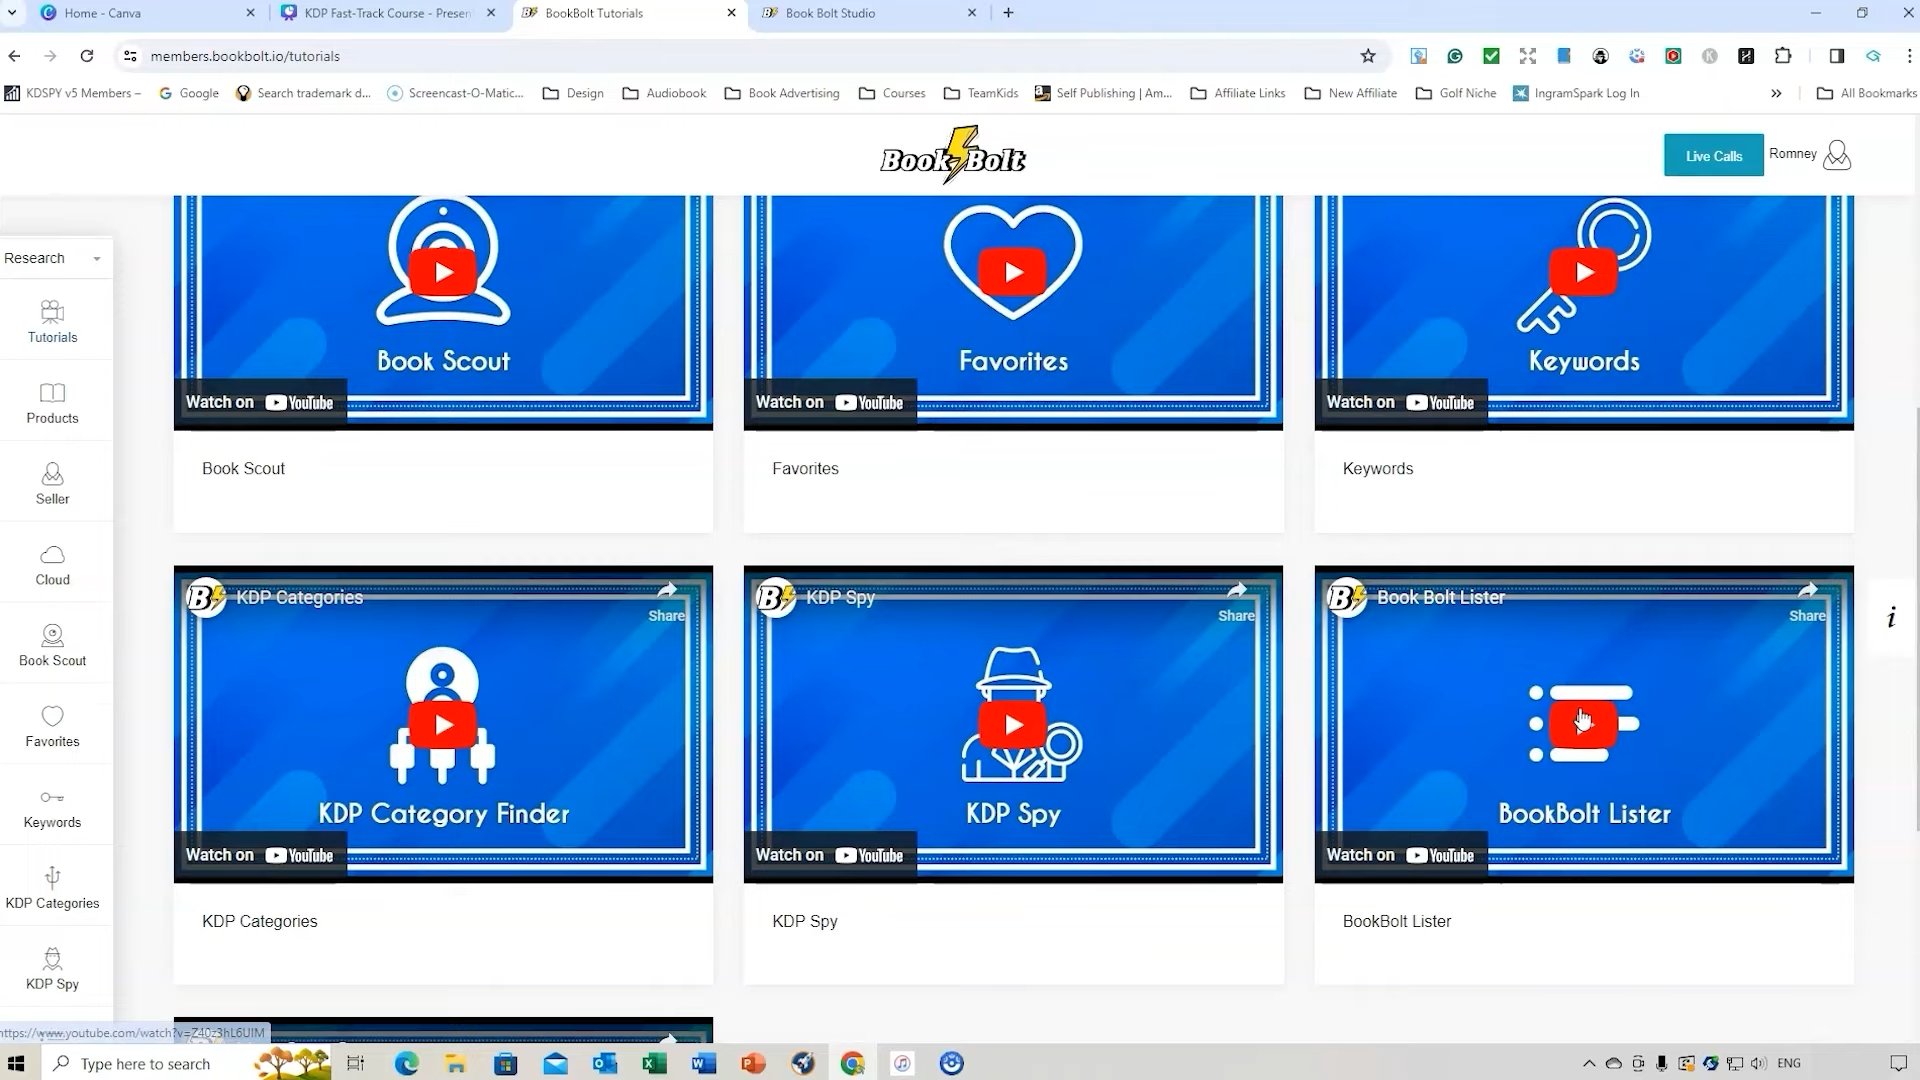 Home - Canva
KDP Fast-Track Course - Presen
BookBolt Tutorials
Book Bolt Studio
members.bookbolt.io/tutorials
KDSPY v5 Members –
Google
Search trademark d...
Screencast-O-Matic...
Design
Audiobook
Book Advertising
Courses
TeamKids
Self Publishing | Am...
Affiliate Links
New Affiliate
Golf Niche
IngramSpark Log In
All Bookmarks
Book Bolt
Live Calls
Romney
Research
Tutorials
Products
Seller
Cloud
Book Scout
Favorites
Keywords
KDP Categories
KDP Spy
Book Scout
Watch on YouTube
Book Scout
Favorites
Watch on YouTube
Favorites
Keywords
Watch on YouTube
Keywords
KDP Categories
Share
KDP Category Finder
Watch on YouTube
KDP Categories
KDP Spy
Share
KDP Spy
Watch on YouTube
KDP Spy
Book Bolt Lister
Share
BookBolt Lister
Watch on YouTube
BookBolt Lister
i
https://www.youtube.com/watch?v=Z40z3hL6UIM
Type here to search
ENG